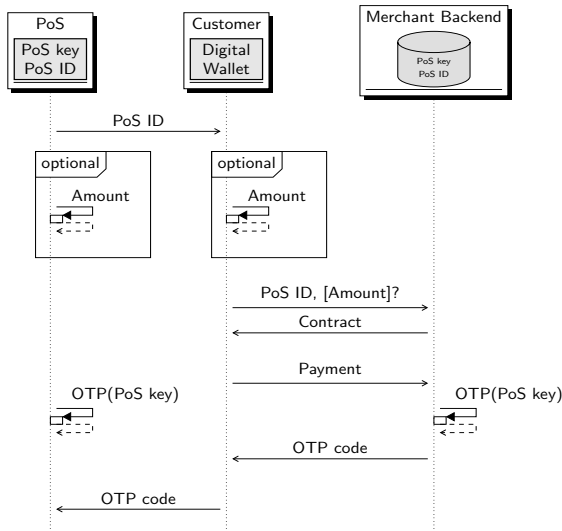 PoS
Customer
Merchant Backend
PoS key
PoS ID
Digital
Wallet
PoS key
PoS ID
PoS ID
optional
optional
Amount
Amount
PoS ID, [Amount]?
Contract
Payment
OTP(PoS key)
OTP(PoS key)
OTP code
OTP code